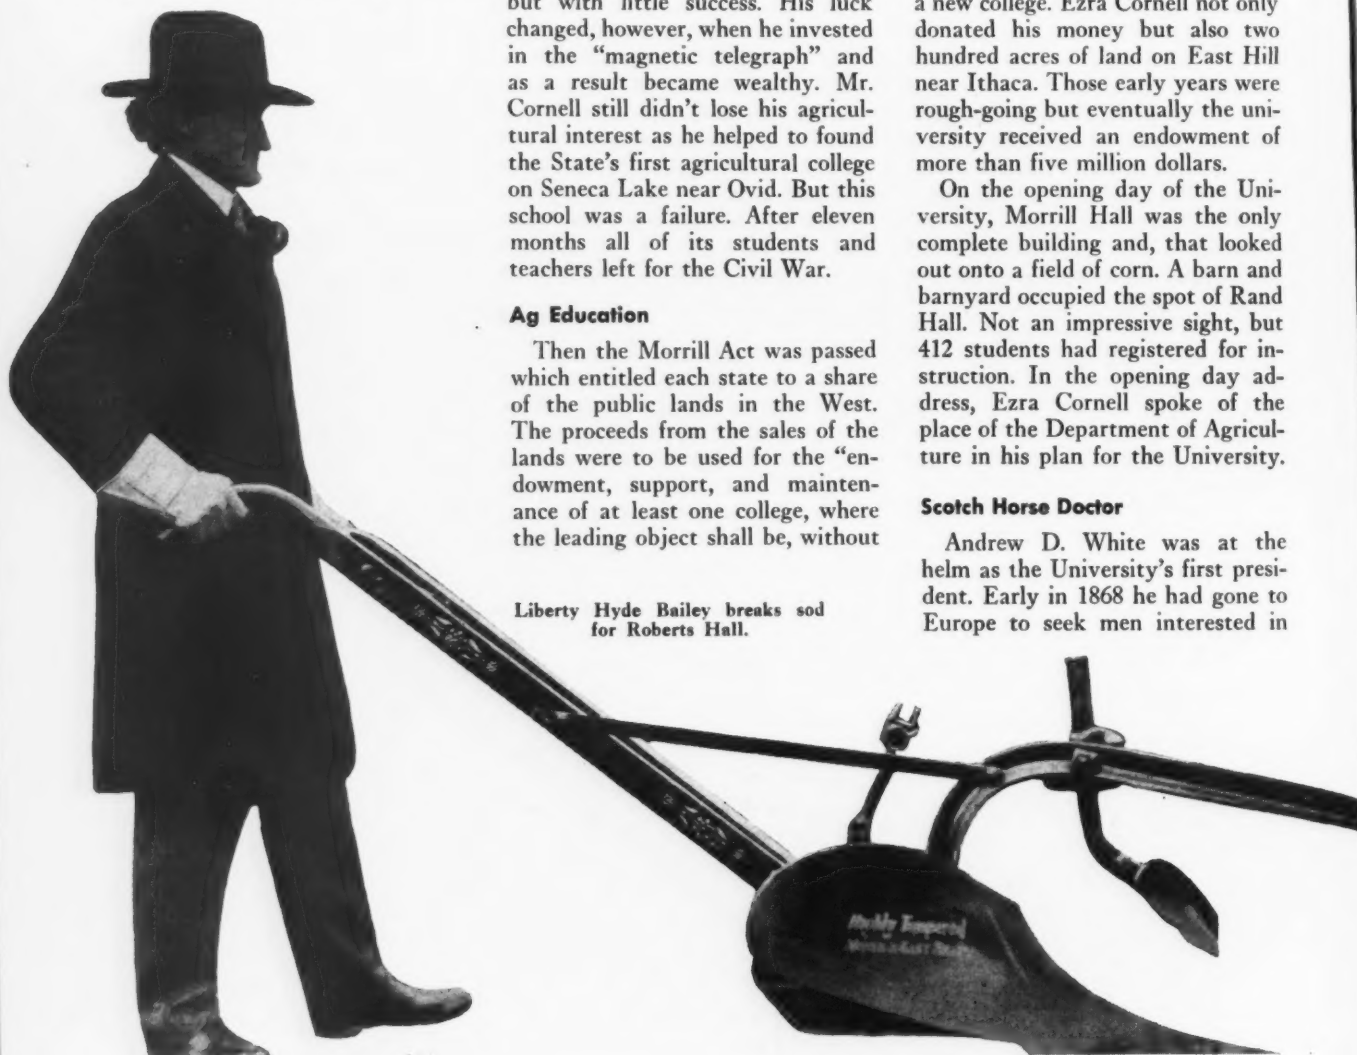 but with little success. His luck
changed, however, when he invested
in the “magnetic telegraph” and
as a result became wealthy. Mr.
Cornell still didn’t lose his agricul-
tural interest as he helped to found
the State’s first agricultural college
on Seneca Lake near Ovid. But this
school was a failure. After eleven
months all of its students and
teachers left for the Civil War.
Ag Education
Then the Morrill Act was passed
which entitled each state to a share
of the public lands in the West.
The proceeds from the sales of the
lands were to be used for the “en-
dowment, support, and mainten-
ance of at least one college, where
the leading object shall be, without
Liberty Hyde Bailey breaks sod
for Roberts Hall.
a new college. Ezra Cornell not only
donated his money but also two
hundred acres of land on East Hill
near Ithaca. Those early years were
rough-going but eventually the uni-
versity received an endowment of
more than five million dollars.
On the opening day of the Uni-
versity, Morrill Hall was the only
complete building and, that looked
out onto a field of corn. A barn and
barnyard occupied the spot of Rand
Hall. Not an impressive sight, but
412 students had registered for in-
struction. In the opening day ad-
dress, Ezra Cornell spoke of the
place of the Department of Agricul-
ture in his plan for the University.
Scotch Horse Doctor
Andrew D. White was at the
helm as the University’s first presi-
dent. Early in 1868 he had gone to
Europe to seek men interested in
Highly Tempered